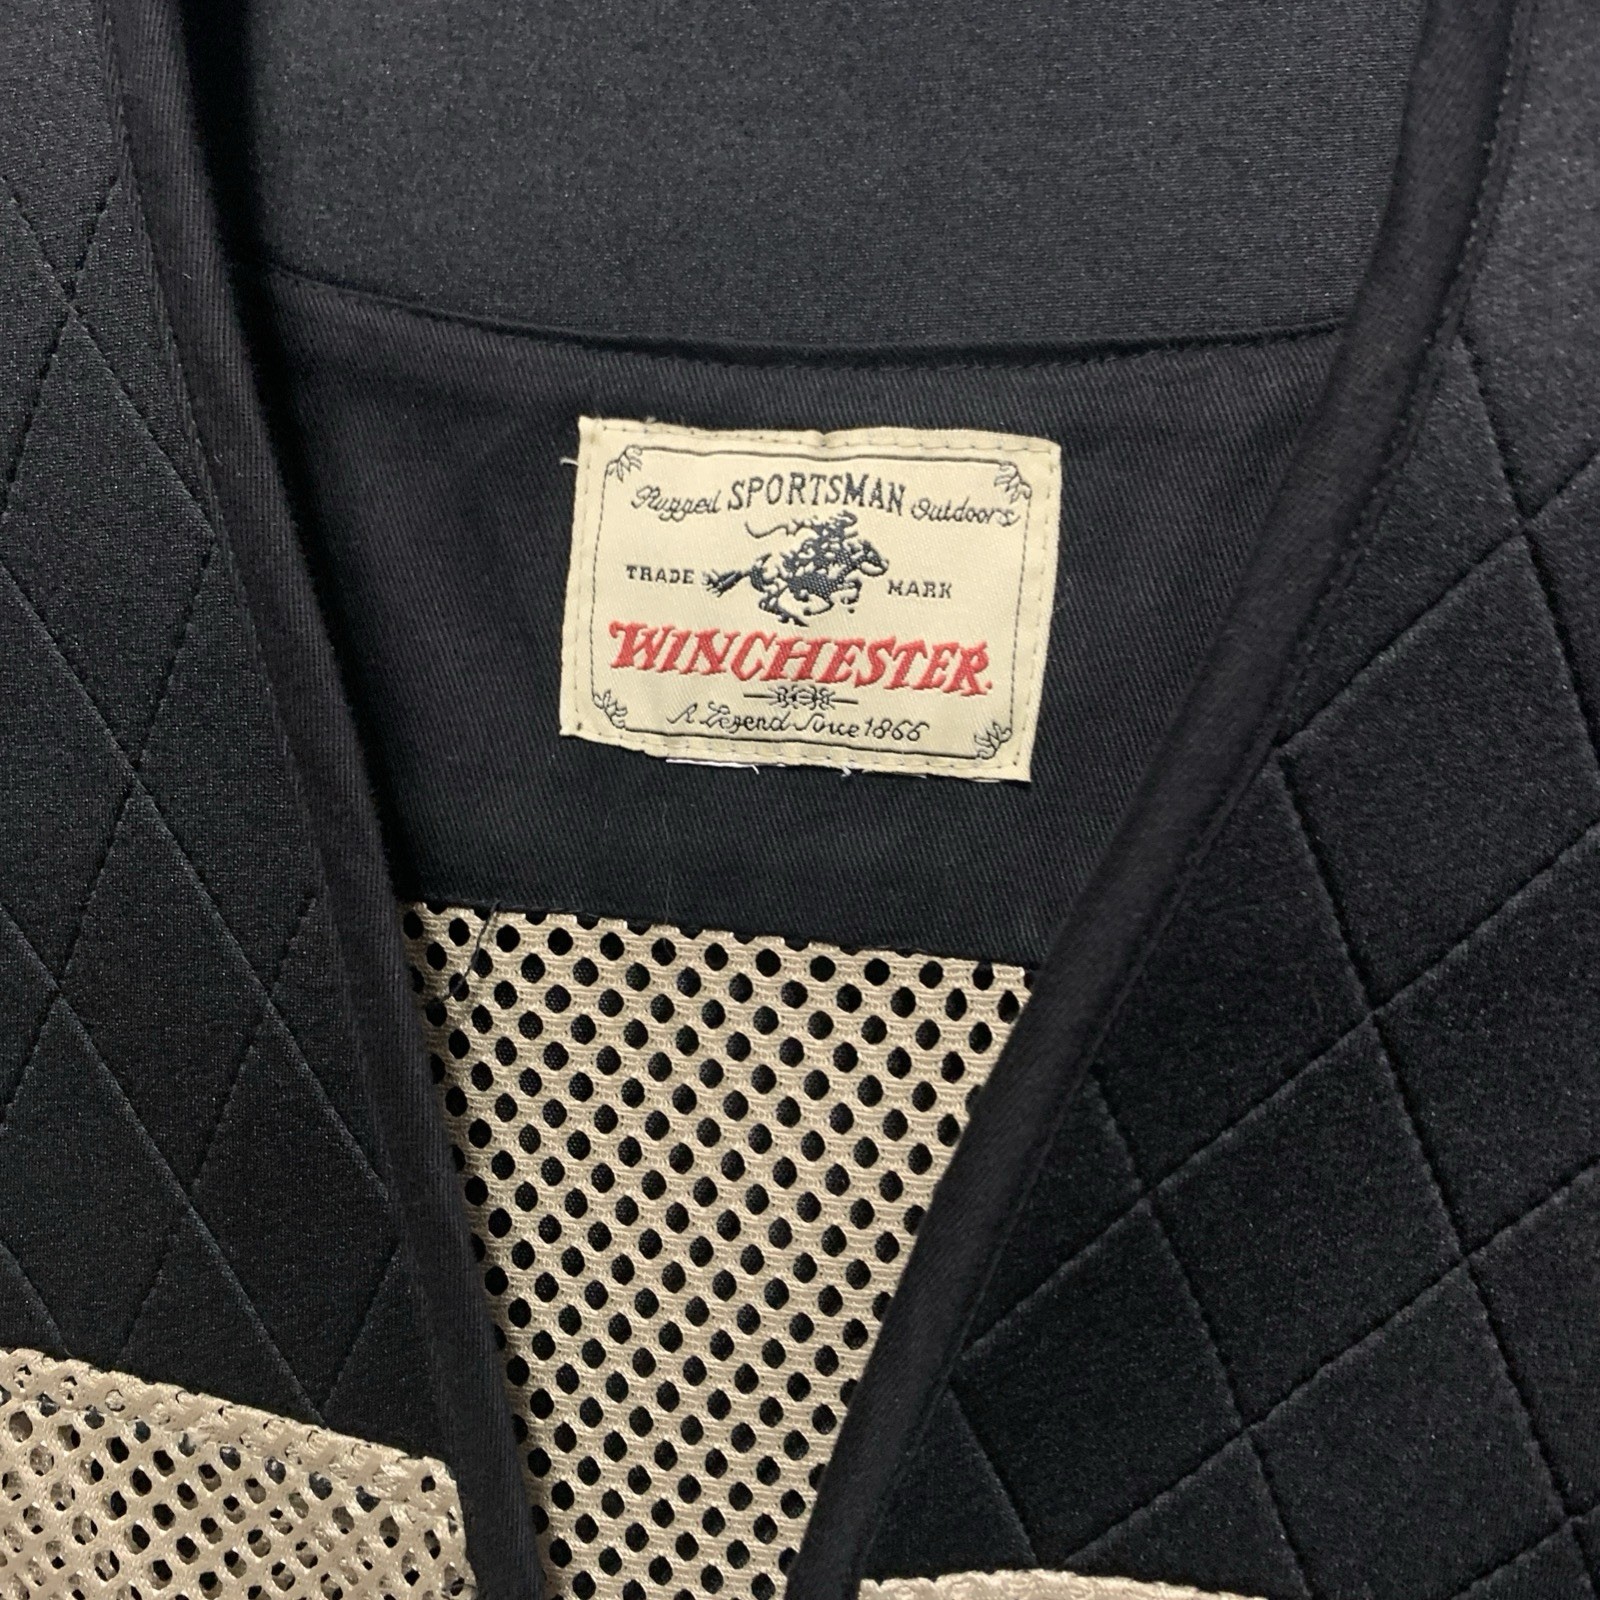 Rugged SPORTSMAN Outdoors
TRADE MARK
WINCHESTER.
A Legend Since 1866